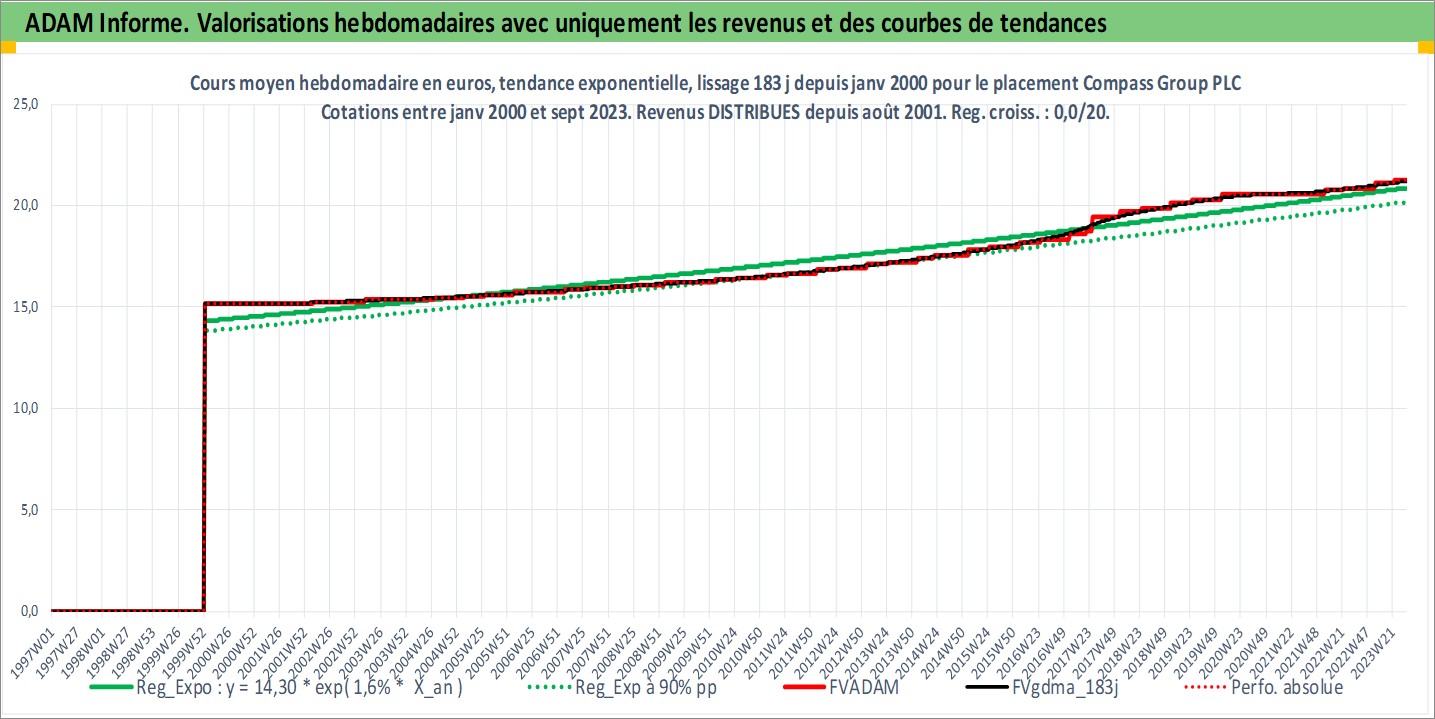 ADAM Informe. Valorisations hebdomadaires avec uniquement les revenus et des courbes de tendances
Cours moyen hebdomadaire en euros, tendance exponentielle, lissage 183 j depuis janv 2000 pour le placement Compass Group PLC
Cotations entre janv 2000 et sept 2023. Revenus DISTRIBUES depuis août 2001. Reg. croiss. : 0,0/20.
25,0
20,0
15,0
10,0
5,0
0,0
1997W01 1997W27 1998W01 1998W27 1998W53 1999W26 1999W52 2000W26 2000W52 2001W26 2001W52 2002W26 2002W52 2003W26 2003W52 2004W26 2004W52 2005W25 2005W51 2006W25 2006W51 2007W25 2007W51 2008W25 2008W51 2009W25 2009W51 2010W24 2010W50 2011W24 2011W50 2012W24 2012W50 2013W24 2013W50 2014W24 2014W50 2015W24 2015W50 2016W23 2016W49 2017W23 2017W49 2018W23 2018W49 2019W23 2019W49 2020W23 2020W49 2021W22 2021W48 2022W21 2022W47 2023W21
Reg_Expo : y = 14,30 * exp( 1,6% * X_an ) Reg_Exp à 90% pp FVADAM FVgdma_183j Perfo. absolue